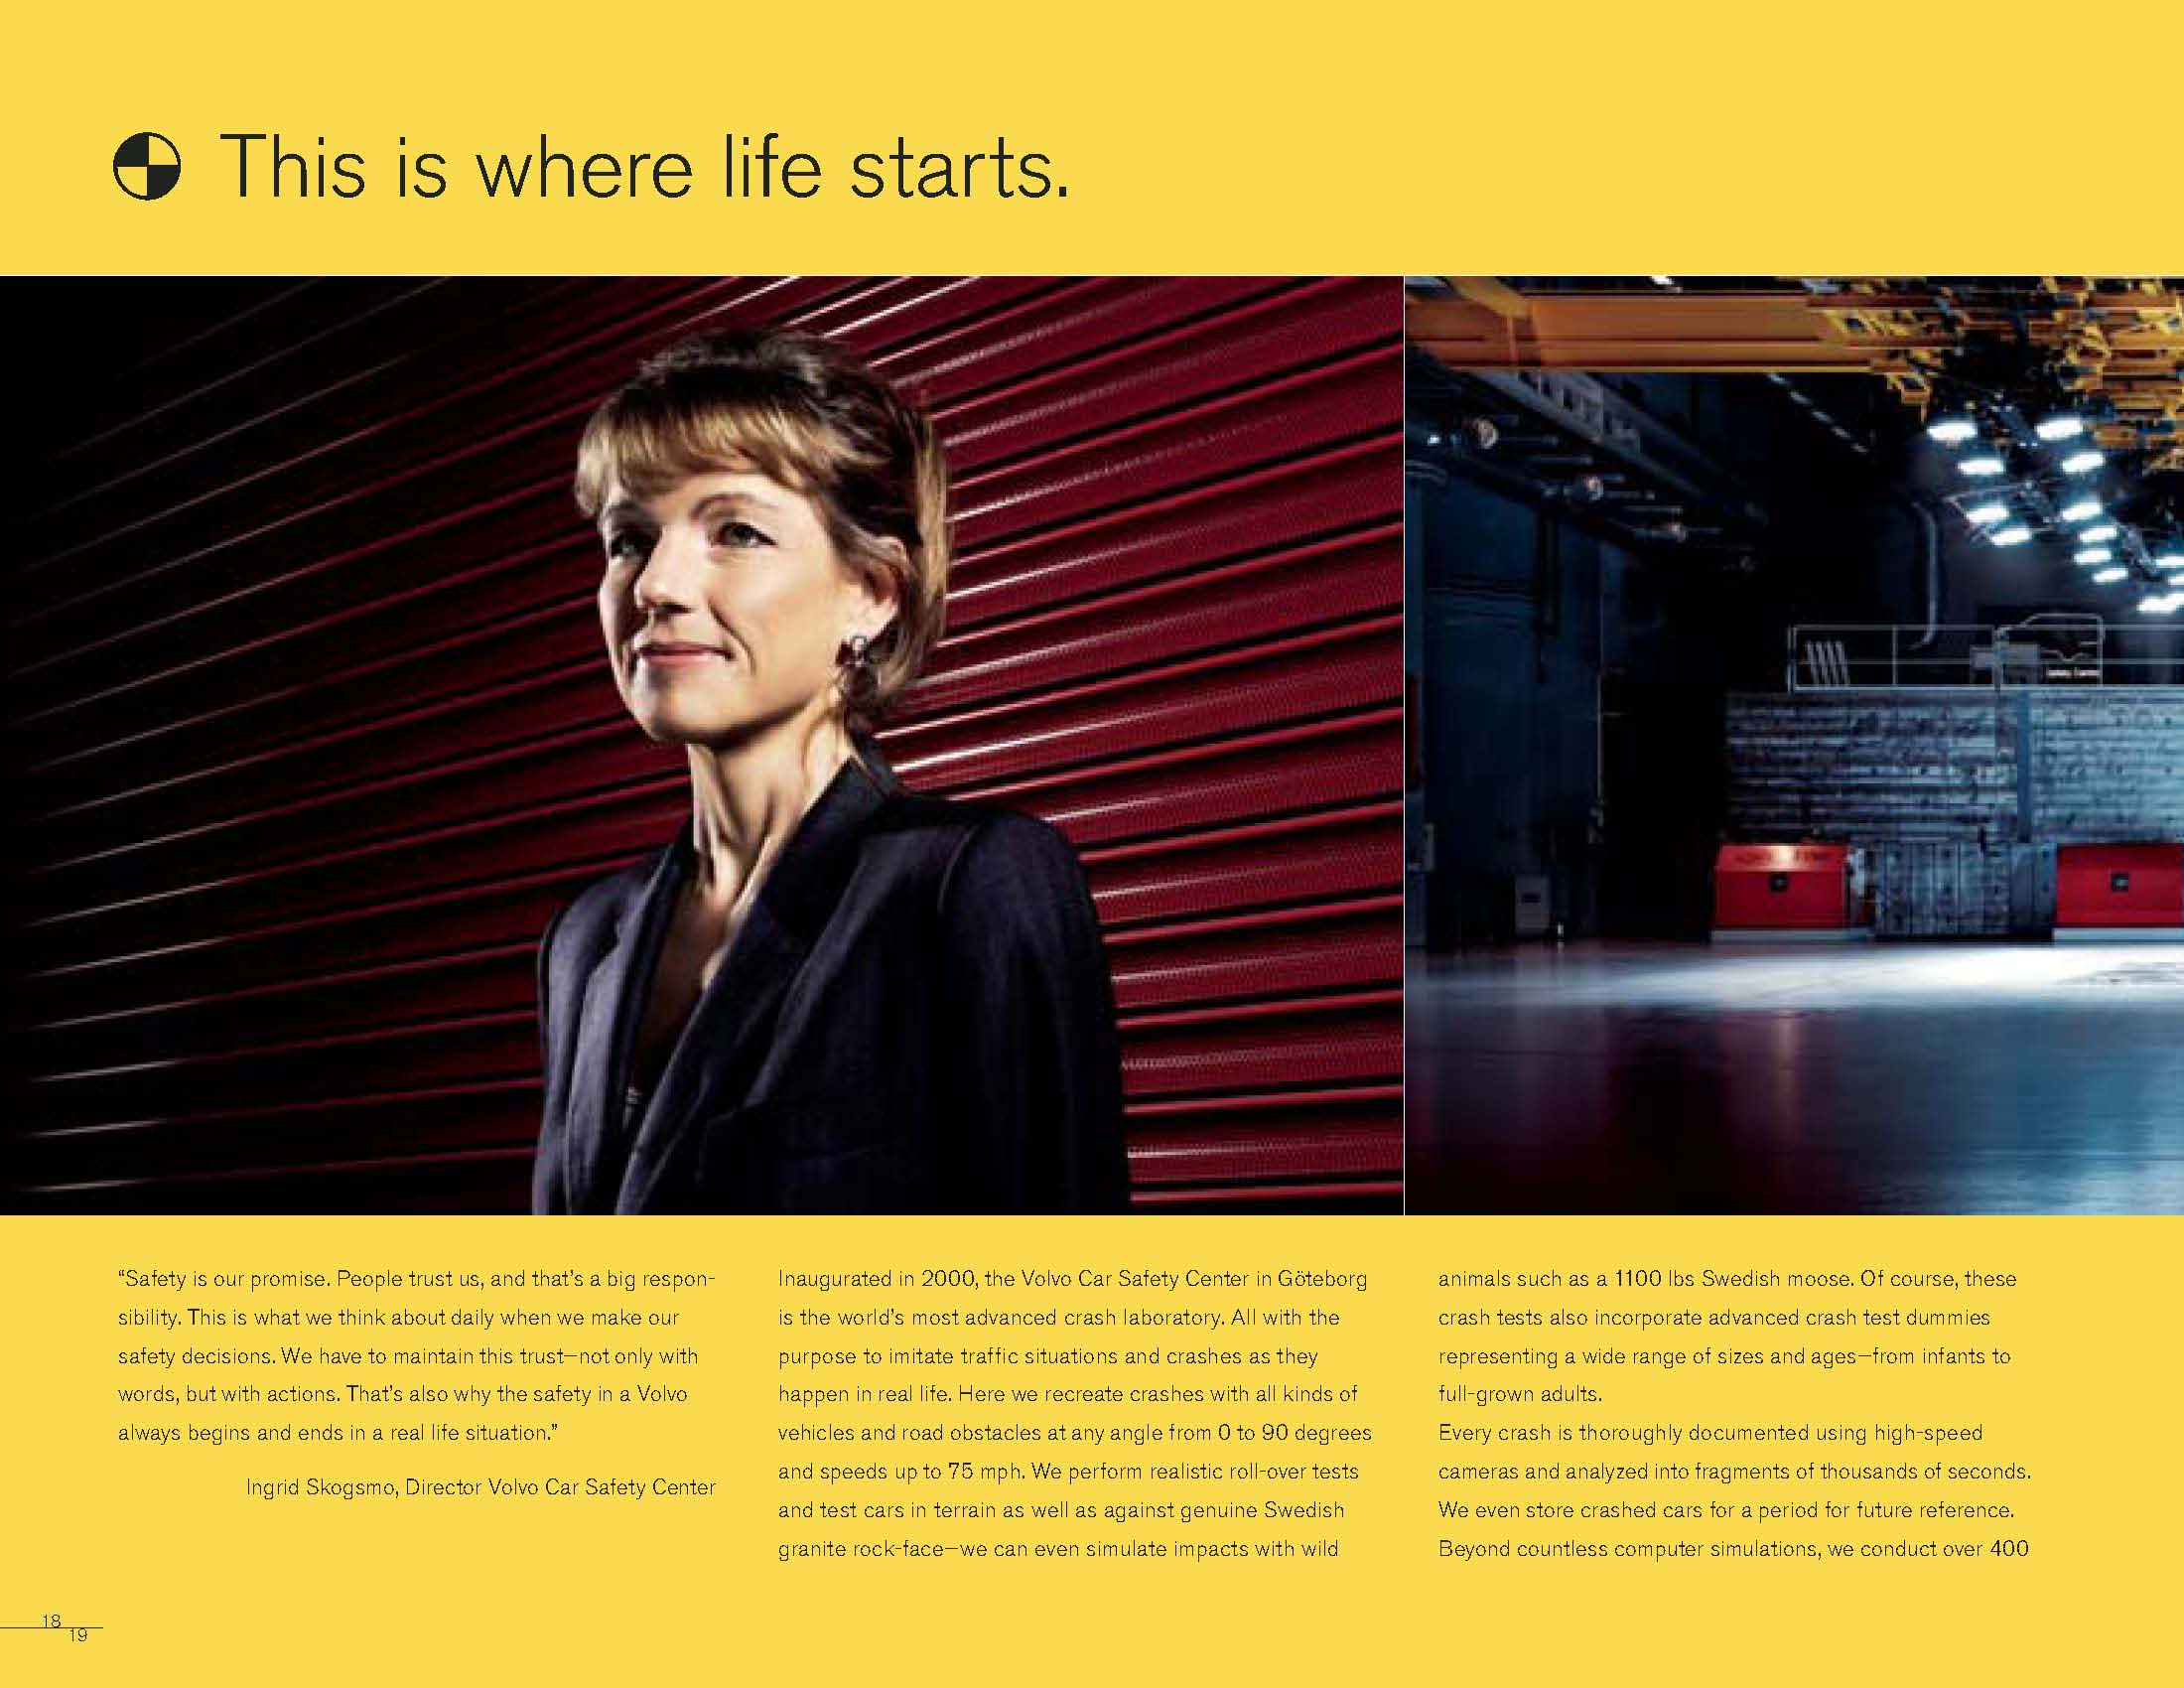 This is where life starts.
“Safety is our promise. People trust us, and that’s a big respon-
sibility. This is what we think about daily when we make our
safety decisions. We have to maintain this trust—not only with
words, but with actions. That’s also why the safety in a Volvo
always begins and ends in a real life situation.”
Ingrid Skogsmo, Director Volvo Car Safety Center
Inaugurated in 2000, the Volvo Car Safety Center in Göteborg
is the world’s most advanced crash laboratory. All with the
purpose to imitate traffic situations and crashes as they
happen in real life. Here we recreate crashes with all kinds of
vehicles and road obstacles at any angle from 0 to 90 degrees
and speeds up to 75 mph. We perform realistic roll-over tests
and test cars in terrain as well as against genuine Swedish
granite rock-face—we can even simulate impacts with wild
animals such as a 1100 lbs Swedish moose. Of course, these
crash tests also incorporate advanced crash test dummies
representing a wide range of sizes and ages—from infants to
full-grown adults.
Every crash is thoroughly documented using high-speed
cameras and analyzed into fragments of thousands of seconds.
We even store crashed cars for a period for future reference.
Beyond countless computer simulations, we conduct over 400
18
19